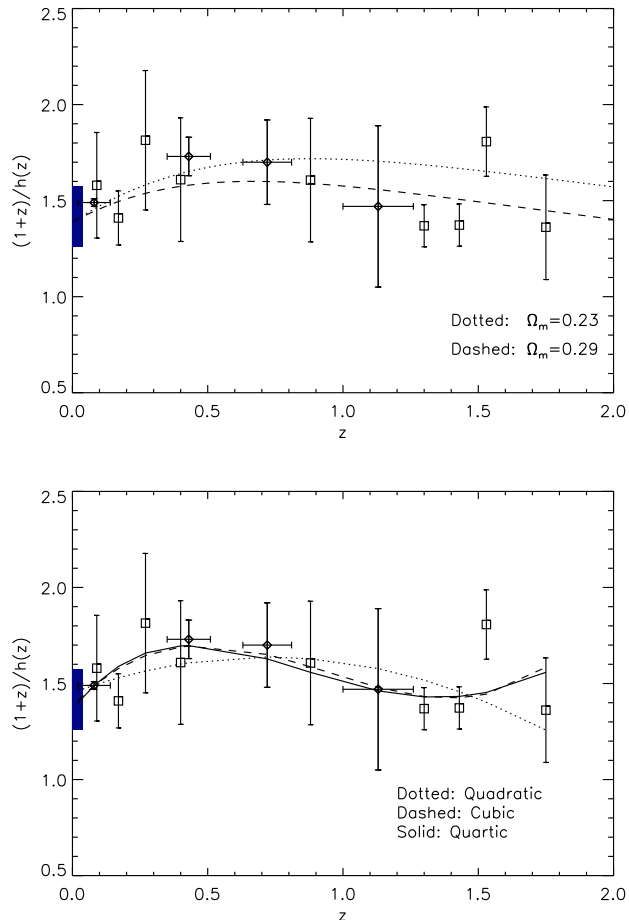 2.5
2.0
1.5
1.0
0.5
(1+z)/h(z)
Dotted: Ωm=0.23
Dashed: Ωm=0.29
0.0 0.5 1.0 1.5 2.0
z
2.5
2.0
1.5
1.0
0.5
(1+z)/h(z)
Dotted: Quadratic
Dashed: Cubic
Solid: Quartic
0.0 0.5 1.0 1.5 2.0
z